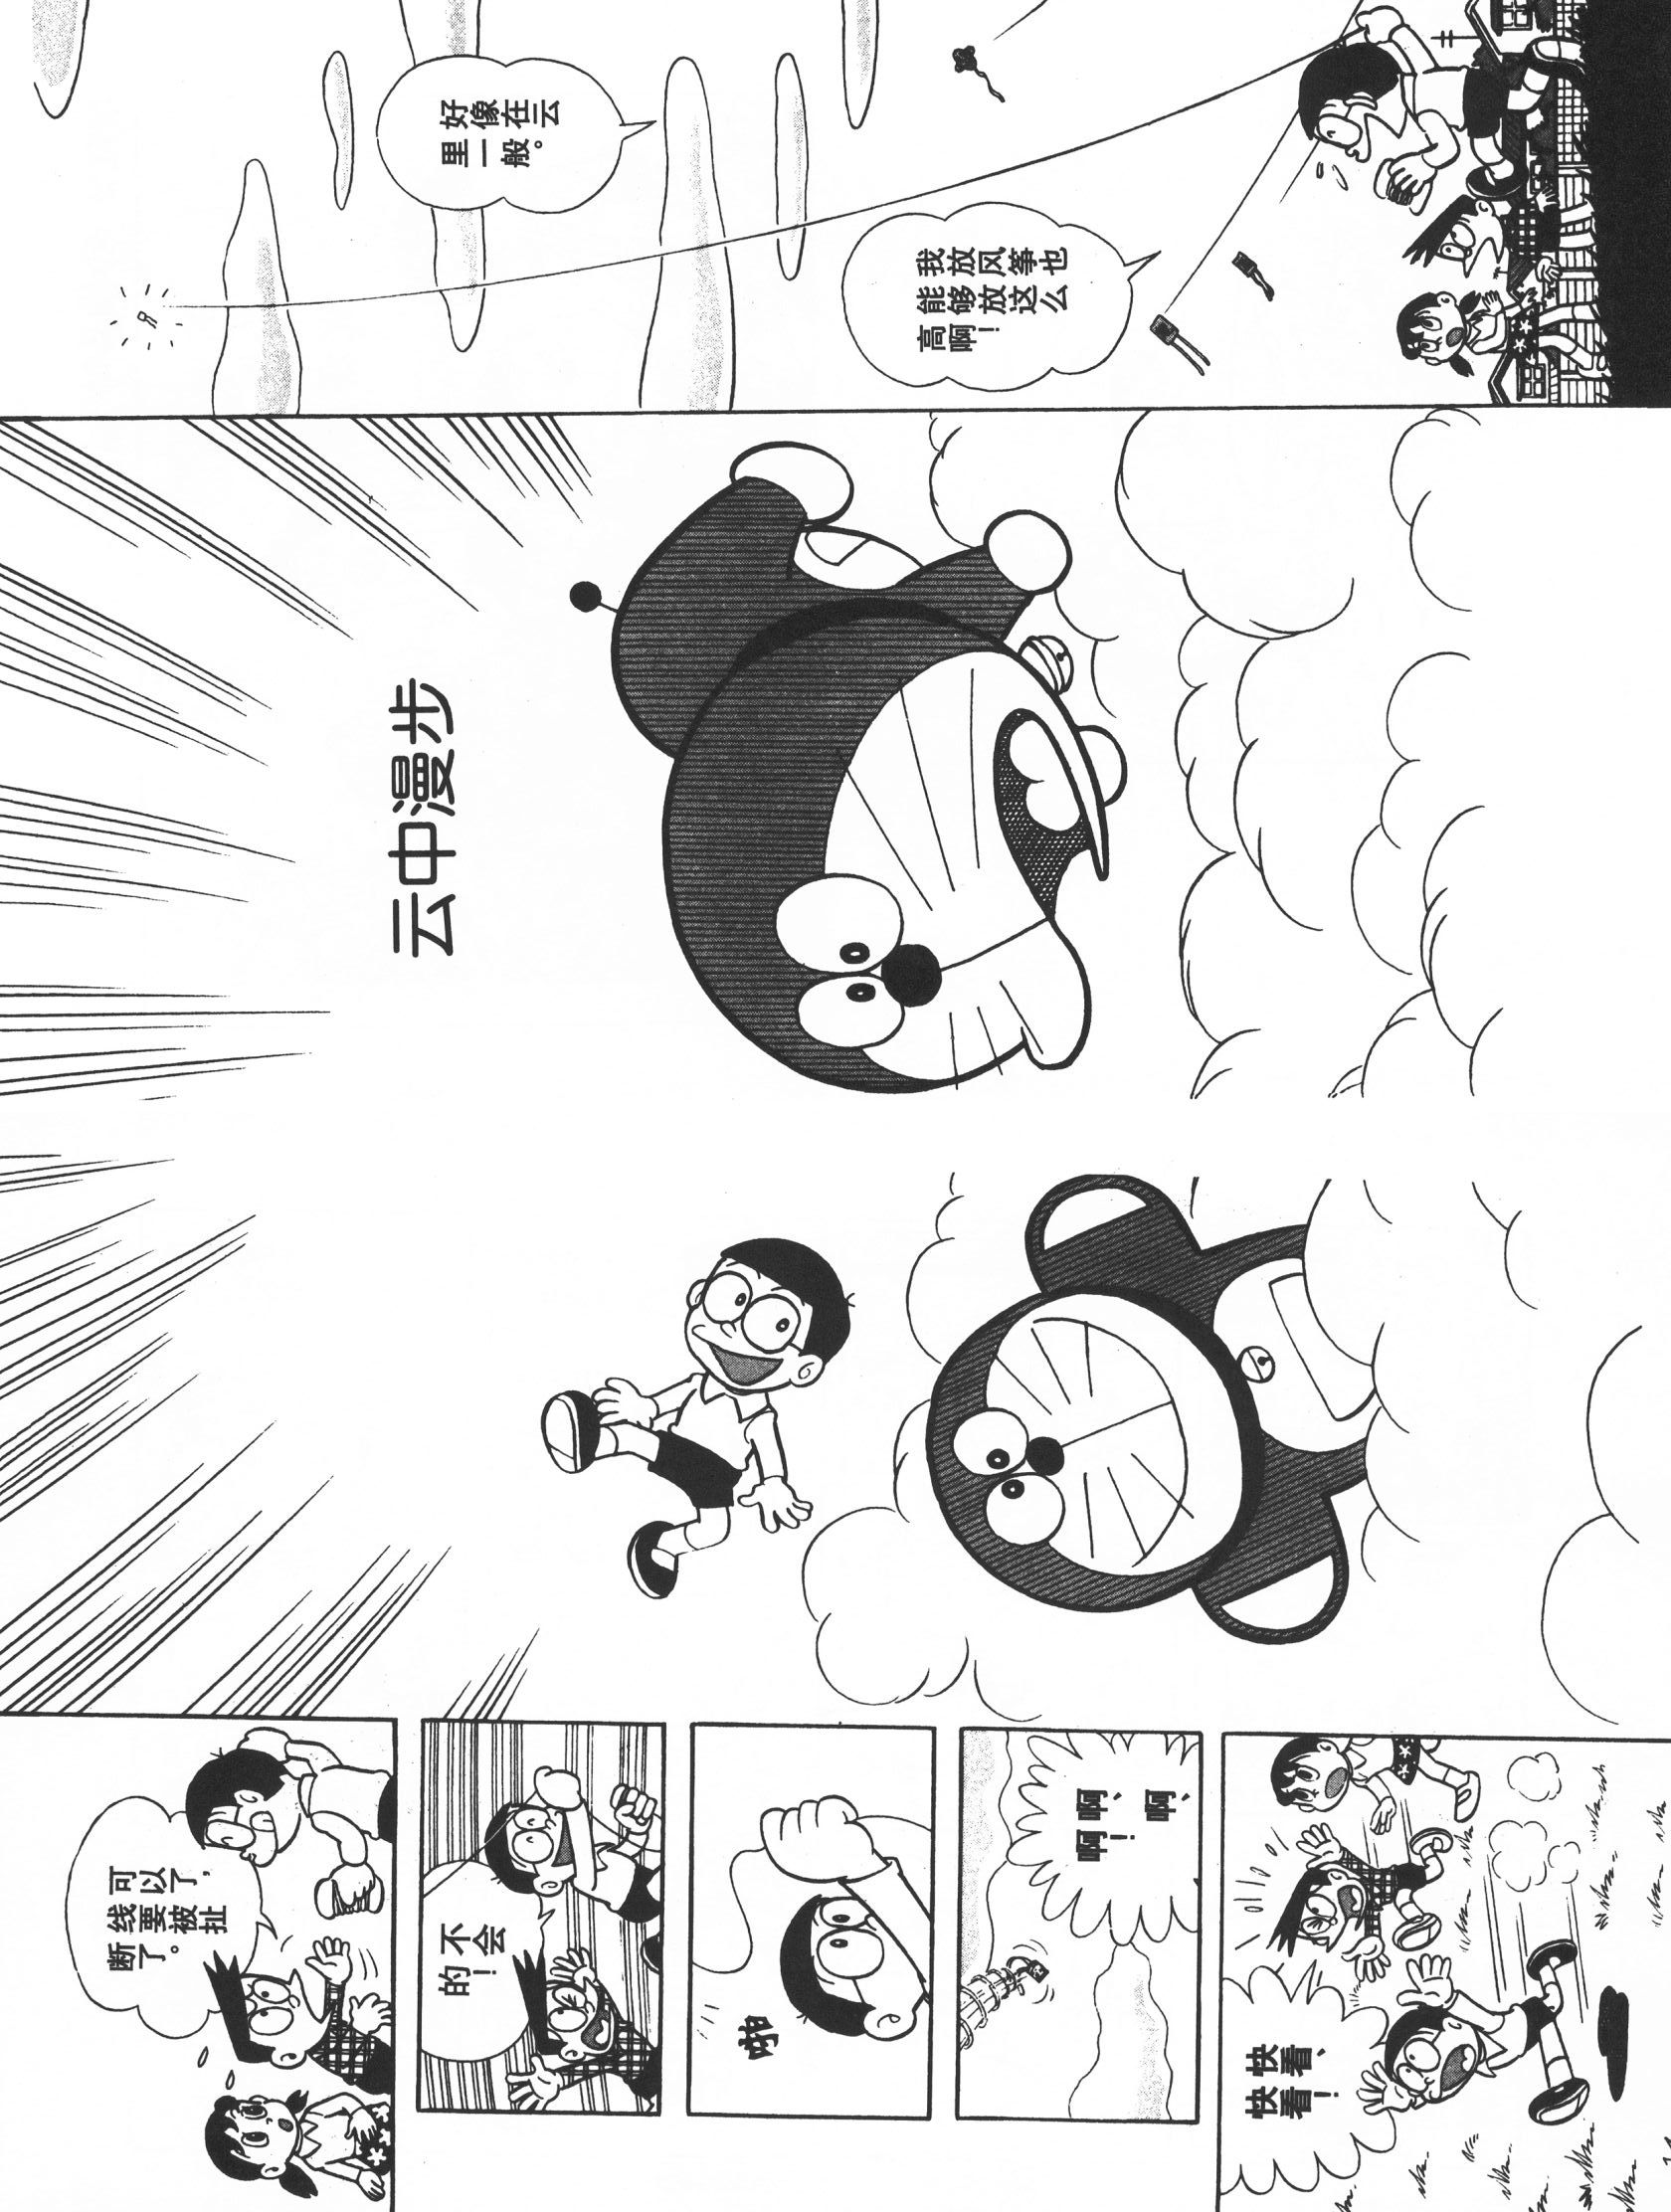 好像在云
里一般。
我放风筝也
能够放这么
高啊！
云中漫步
可以了，
线要被扯
断了。
不会
的！
啪
啊、啊、
啊！
快看、
快看！